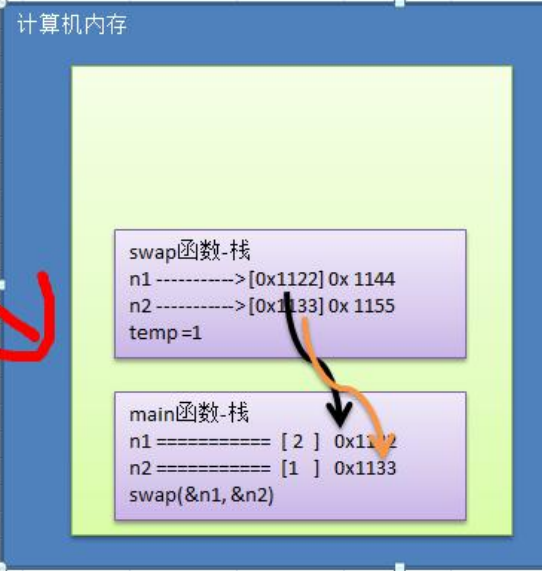 计算机内存
swap函数-栈
n1 ----------->[0x1122] 0x 1144
n2 ----------->[0x1133] 0x 1155
temp =1
main函数-栈
n1 =========== [ 2 ] 0x1122
n2 =========== [1 ] 0x1133
swap(&n1, &n2)